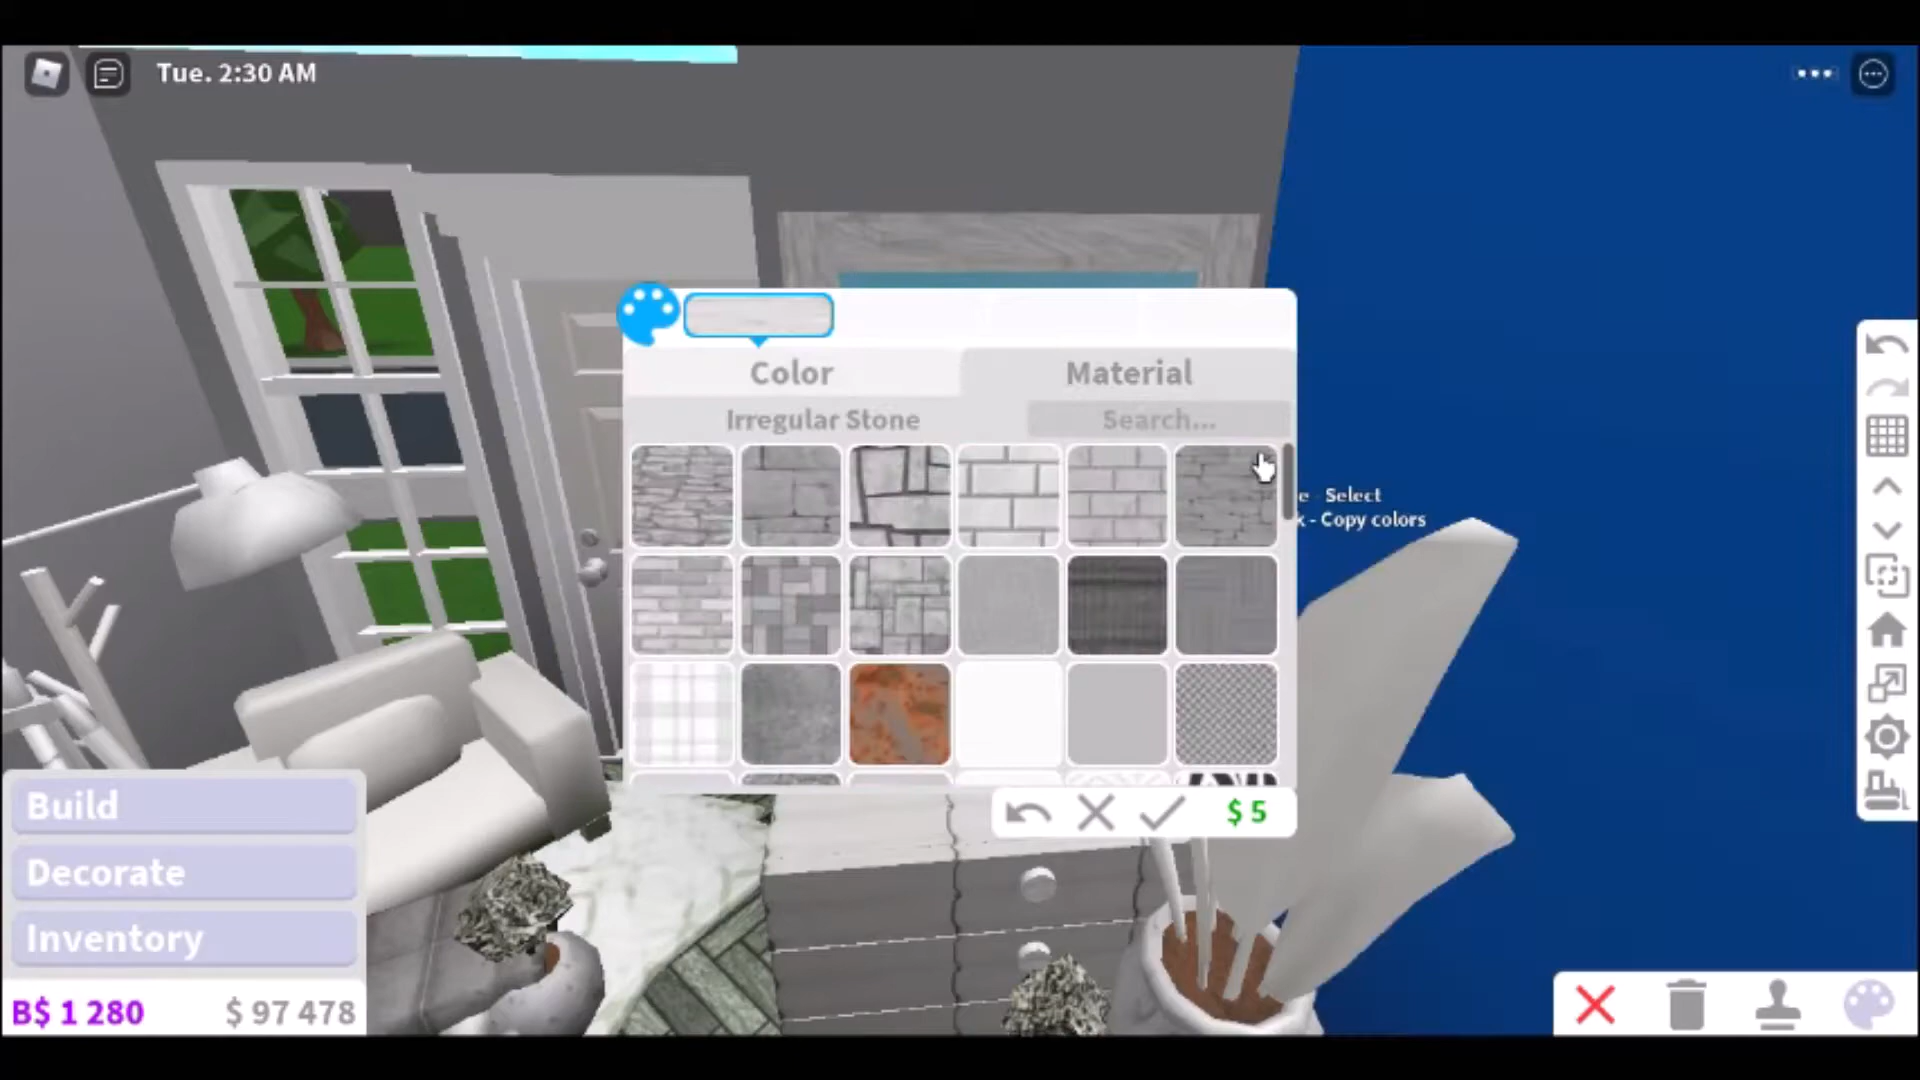 Tue. 2:30 AM
Color
Material
Irregular Stone
Search...
e - Select
k - Copy colors
$ 5
Build
Decorate
Inventory
B$ 1 280
$ 97 478